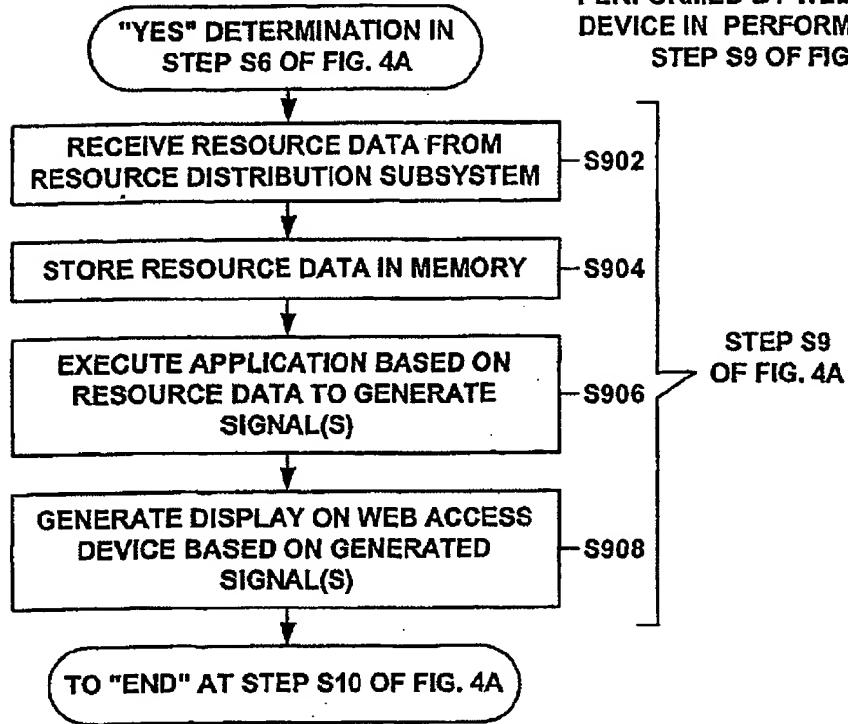 DEVICE IN PERFORM
STEP S9 OF FIG
"YES" DETERMINATION IN
STEP S6 OF FIG. 4A
RECEIVE RESOURCE DATA FROM
RESOURCE DISTRIBUTION SUBSYSTEM
S902
STORE RESOURCE DATA IN MEMORY
S904
EXECUTE APPLICATION BASED ON
RESOURCE DATA TO GENERATE
SIGNAL(S)
S906
STEP S9
OF FIG. 4A
GENERATE DISPLAY ON WEB ACCESS
DEVICE BASED ON GENERATED
SIGNAL(S)
S908
TO "END" AT STEP S10 OF FIG. 4A